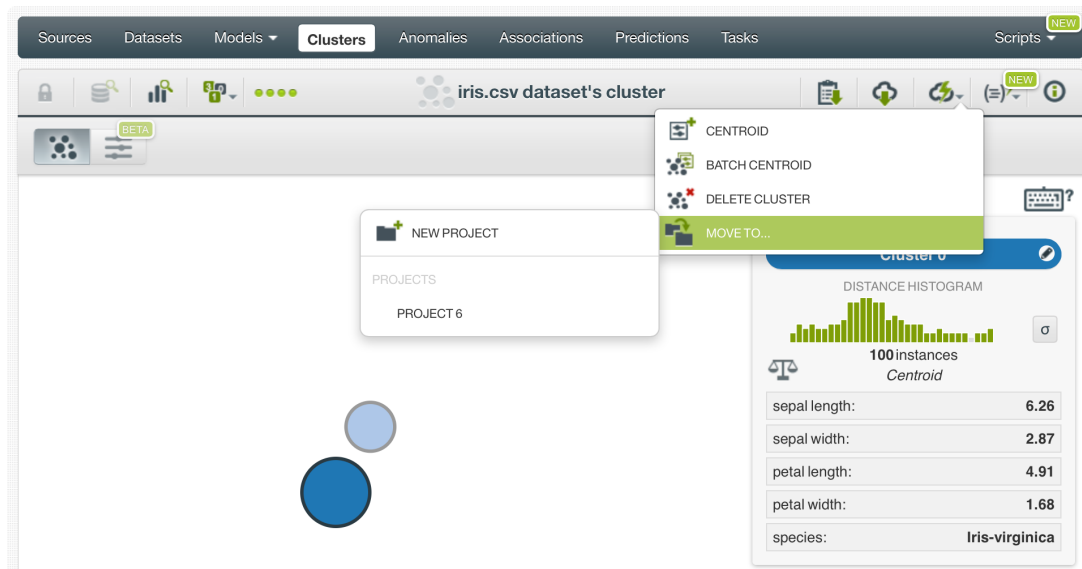 NEW
Sources Datasets Models Clusters Anomalies Associations Predictions Tasks Scripts
iris.csv dataset's cluster
NEW
(=)
BETA
CENTROID
BATCH CENTROID
DELETE CLUSTER
MOVE TO...
?
NEW PROJECT
PROJECTS
PROJECT 6
Cluster 0
DISTANCE HISTOGRAM
σ
100 instances
Centroid
sepal length: 6.26
sepal width: 2.87
petal length: 4.91
petal width: 1.68
species: Iris-virginica